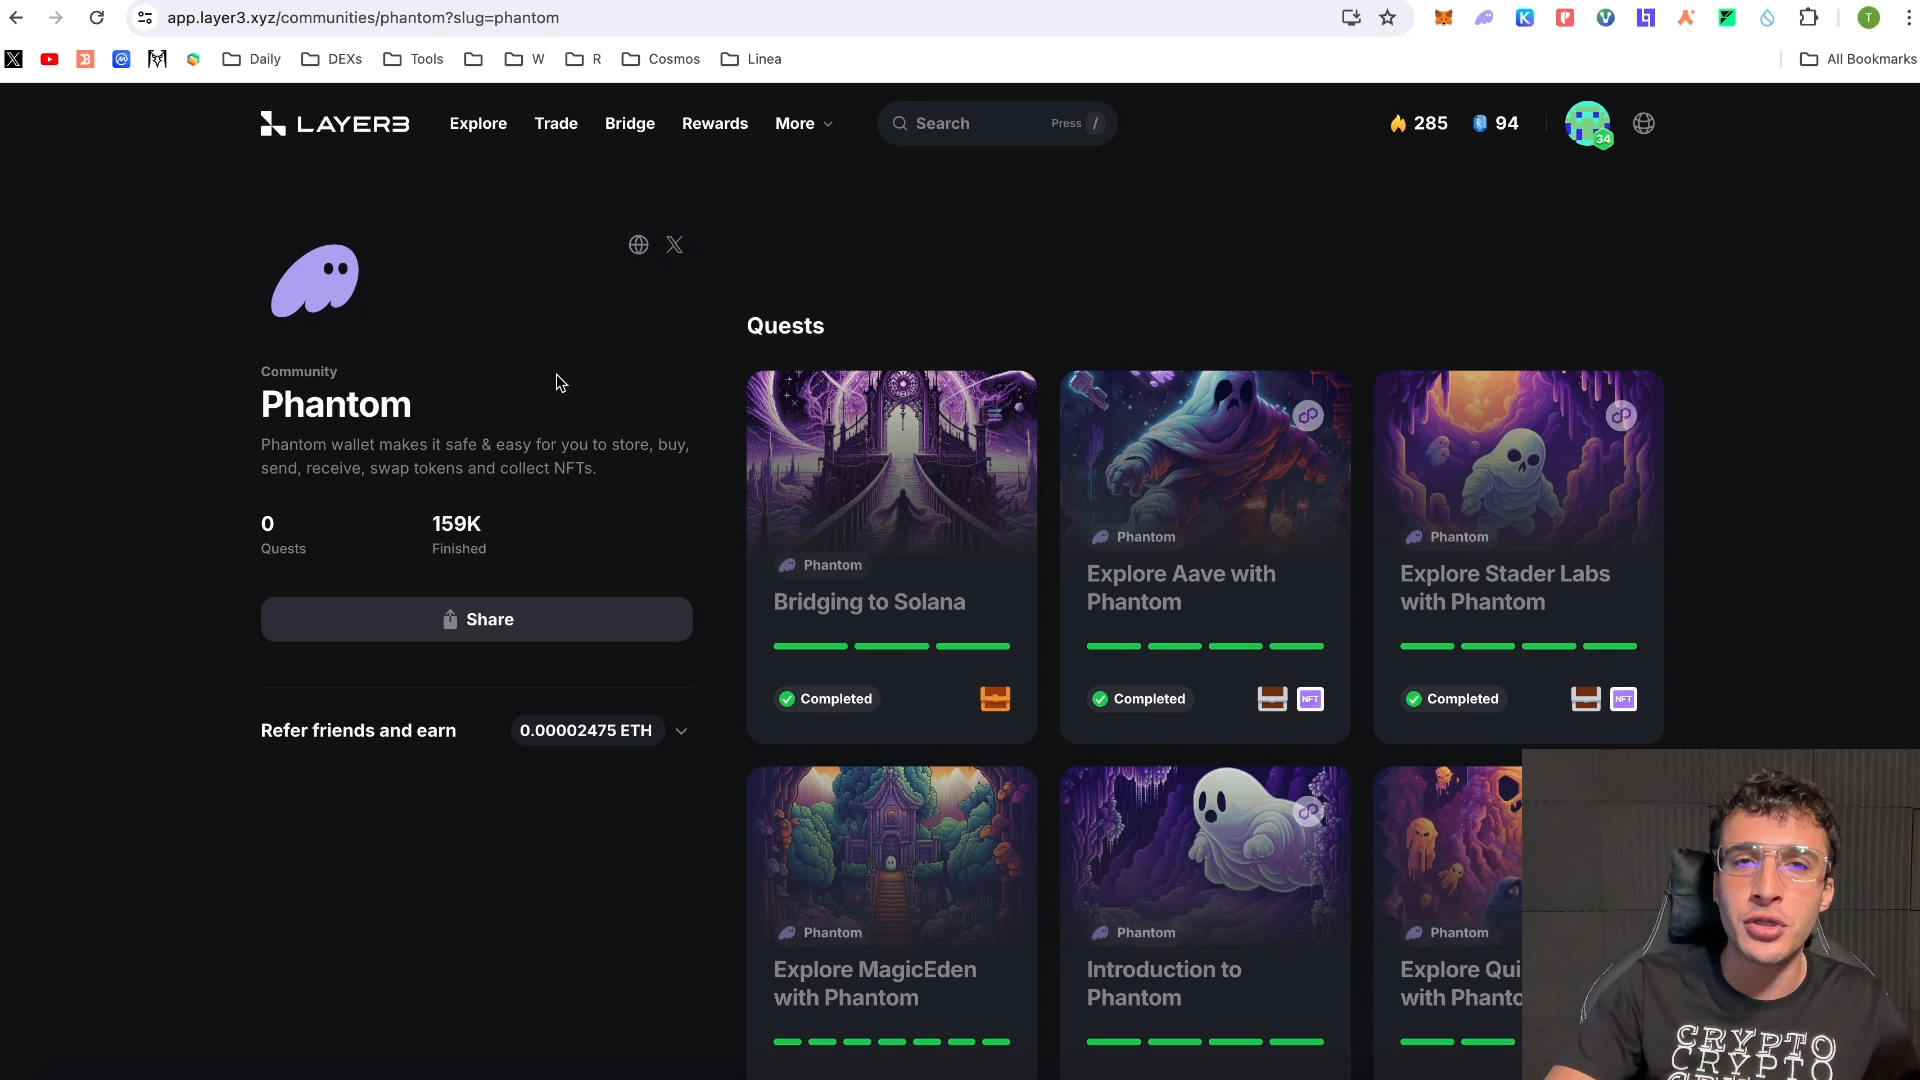 app.layer3.xyz/communities/phantom?slug=phantom
T
Daily
DEXs
Tools
W
R
Cosmos
Linea
All Bookmarks
LAYER3
Explore
Trade
Bridge
Rewards
More
Search
Press /
285
94
34
Community
Phantom
Phantom wallet makes it safe & easy for you to store, buy,
send, receive, swap tokens and collect NFTs.
0
Quests
159K
Finished
Share
Refer friends and earn
0.00002475 ETH
Quests
Phantom
Bridging to Solana
Completed
Phantom
Explore Aave with
Phantom
Completed
NFT
Phantom
Explore Stader Labs
with Phantom
Completed
NFT
Phantom
Explore MagicEden
with Phantom
Phantom
Introduction to
Phantom
Phantom
Explore Qui
with Phanto
CRYPTO
CRYPTO